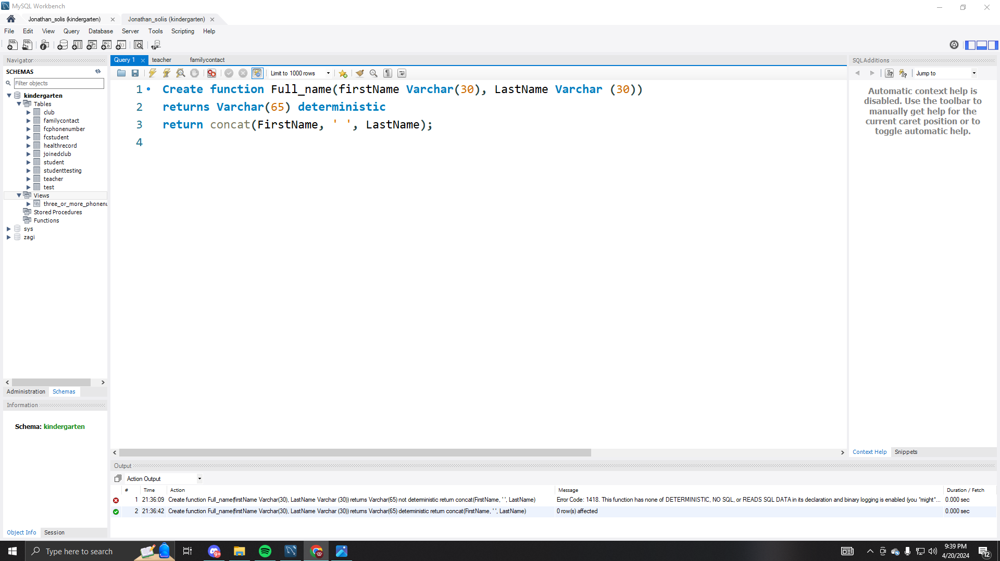 MySQL Workbench
Jonathan_solis (kindergarten)
Jonathan_solis (kindergarten)
File Edit View Query Database Server Tools Scripting Help
Navigator
SCHEMAS
Filter objects
kindergarten
Tables
club
familycontact
fcphonenumber
fcstudent
healthrecord
joinedclub
student
studenttesting
teacher
test
Views
three_or_more_phonenu
Stored Procedures
Functions
sys
zagi
Administration Schemas
Information
Schema: kindergarten
Object Info Session
Query 1 teacher familycontact
Limit to 1000 rows
1 Create function Full_name(firstName Varchar(30), LastName Varchar (30))
2 returns Varchar(65) deterministic
3 return concat(FirstName, ' ', LastName);
4
SQLAdditions
Jump to
Automatic context help is
disabled. Use the toolbar to
manually get help for the
current caret position or to
toggle automatic help.
Context Help Snippets
Output
Action Output
# Time Action Message Duration / Fetch
1 21:36:09 Create function Full_name(firstName Varchar(30), LastName Varchar (30)) returns Varchar(65) not deterministic return concat(FirstName, ' ', LastName) Error Code: 1418. This function has none of DETERMINISTIC, NO SQL, or READS SQL DATA in its declaration and binary logging is enabled (you *might*... 0.000 sec
2 21:36:42 Create function Full_name(firstName Varchar(30), LastName Varchar (30)) returns Varchar(65) deterministic return concat(FirstName, ' ', LastName) 0 row(s) affected 0.000 sec
Type here to search
9+
9:39 PM
4/20/2024
12